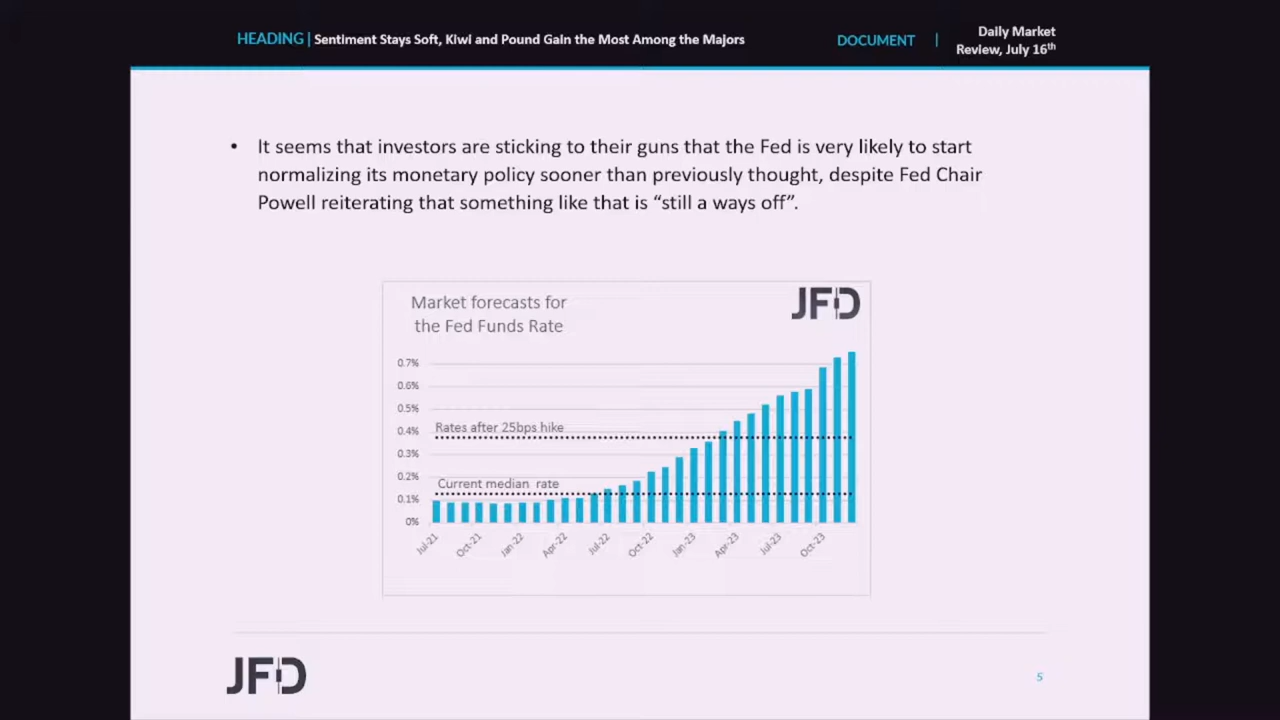 HEADING | Sentiment Stays Soft, Kiwi and Pound Gain the Most Among the Majors
DOCUMENT |
Daily Market
Review, July 16th
• It seems that investors are sticking to their guns that the Fed is very likely to start
normalizing its monetary policy sooner than previously thought, despite Fed Chair
Powell reiterating that something like that is “still a ways off”.
Market forecasts for
the Fed Funds Rate
JFD
0.7%
0.6%
0.5%
0.4%
0.3%
0.2%
0.1%
0%
Rates after 25bps hike
Current median rate
Jul-21
Oct-21
Jan-22
Apr-22
Jul-22
Oct-22
Jan-23
Apr-23
Jul-23
Oct-23
JFD
5